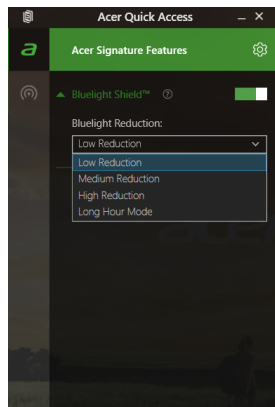 Acer Quick Access
a
Acer Signature Features
Bluelight Shield™ ?
Bluelight Reduction:
Low Reduction
Low Reduction
Medium Reduction
High Reduction
Long Hour Mode
acer